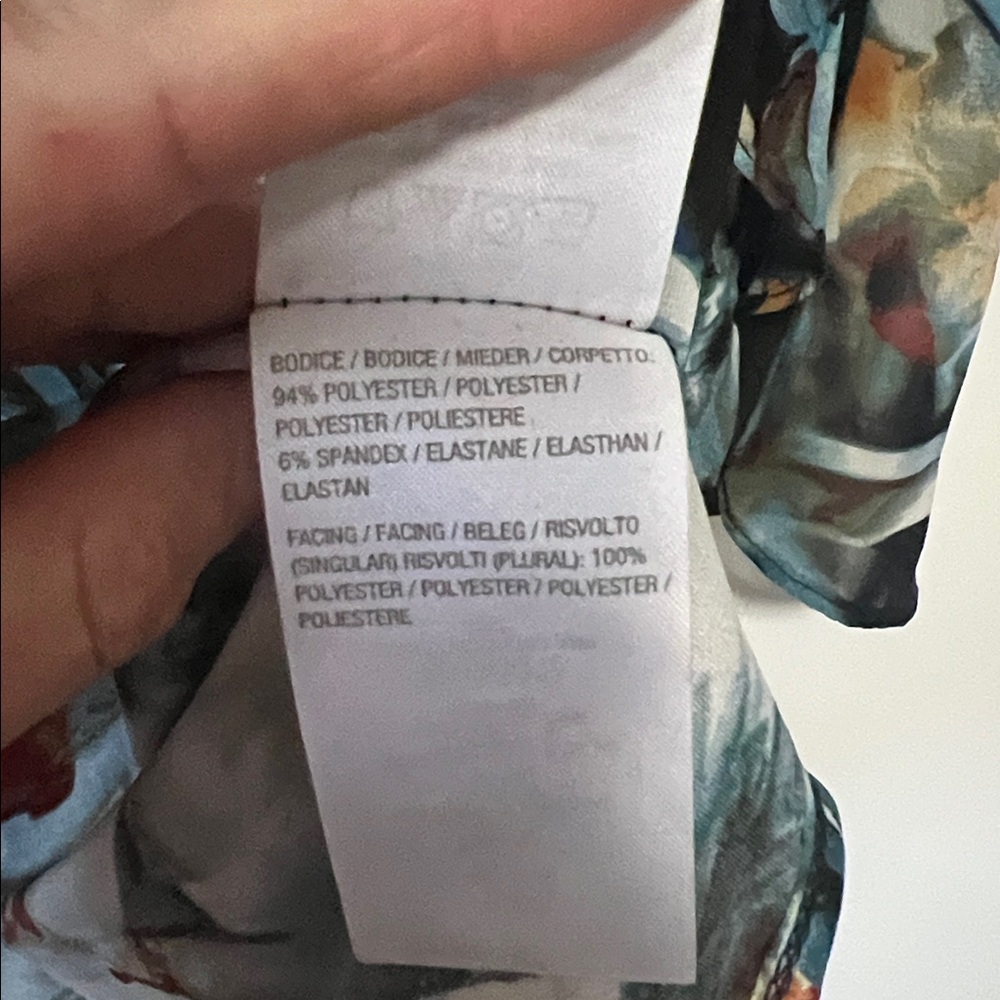 BODICE / BODICE / MIEDER / CORPETTO:
94% POLYESTER / POLYESTER /
POLYESTER / POLIESTERE
6% SPANDEX / ELASTANE / ELASTHAN /
ELASTAN
FACING / FACING / BELEG / RISVOLTO
(SINGULAR) RISVOLTI (PLURAL): 100%
POLYESTER / POLYESTER / POLYESTER /
POLIESTERE